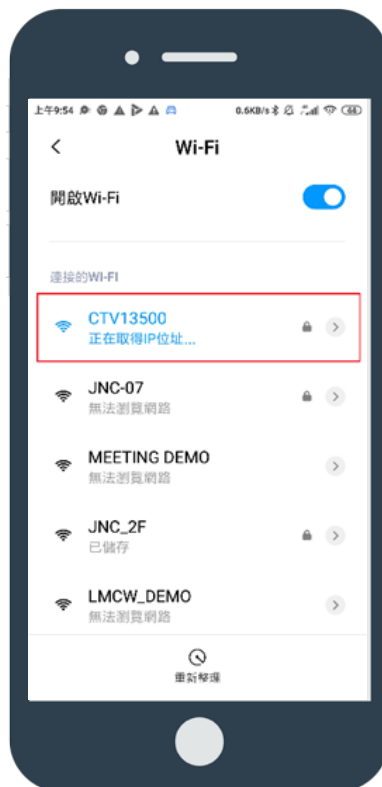 上午9:54 0.6KB/s 4G 68
Wi-Fi
開啟Wi-Fi
連接的WI-FI
CTV13500
正在取得IP位址...
JNC-07
無法瀏覽網路
MEETING DEMO
無法瀏覽網路
JNC_2F
已儲存
LMCW_DEMO
無法瀏覽網路
重新整理